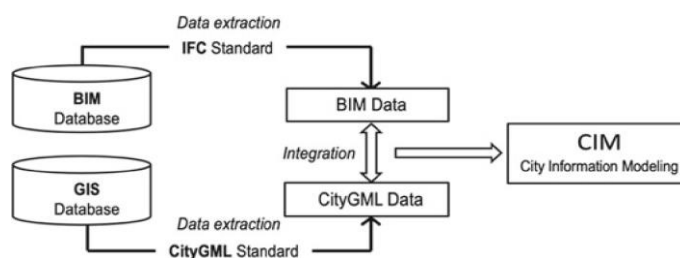 Data extraction
IFC Standard
BIM
Database
BIM Data
Integration
CIM
City Information Modeling
GIS
Database
CityGML Data
Data extraction
CityGML Standard